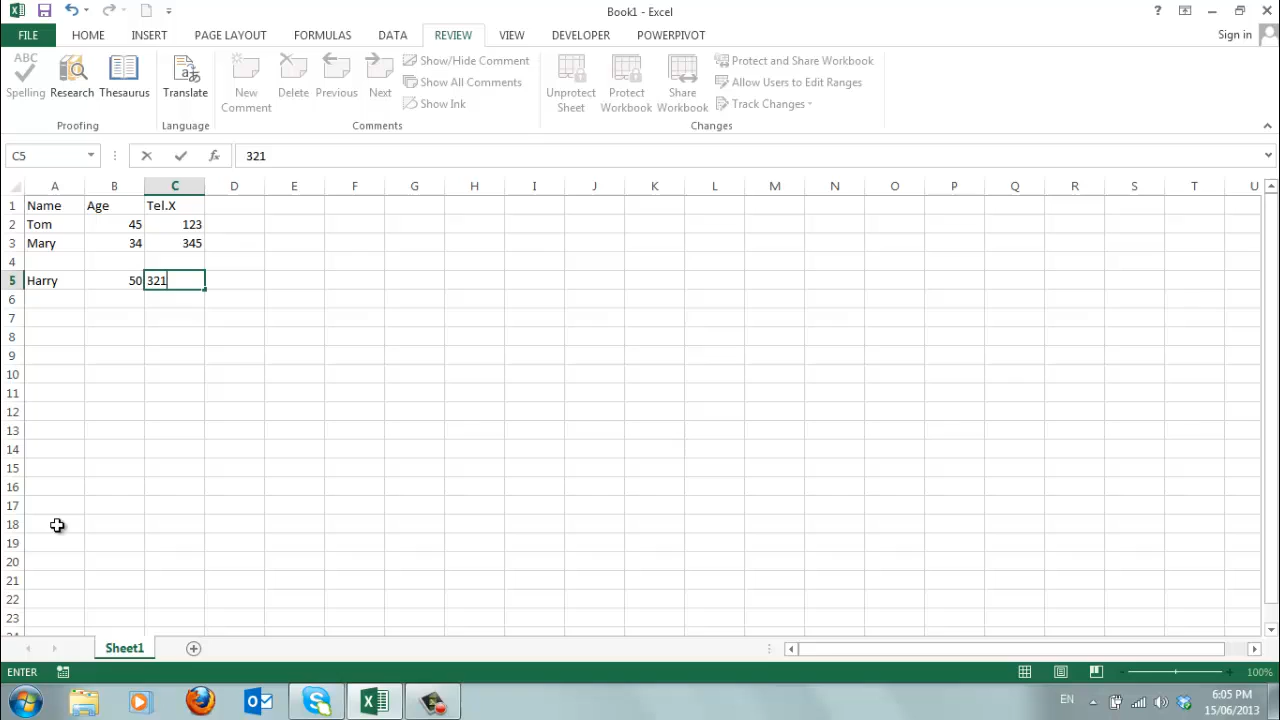 Book1 - Excel
?
FILE HOME INSERT PAGE LAYOUT FORMULAS DATA REVIEW VIEW DEVELOPER POWERPIVOT Sign in
ABC
Show/Hide Comment
Show All Comments
Show Ink
Protect and Share Workbook
Allow Users to Edit Ranges
Track Changes
Spelling Research Thesaurus Translate New Comment Delete Previous Next Unprotect Sheet Protect Workbook Share Workbook
Proofing Language Comments Changes
C5 fx 321
A B C D E F G H I J K L M N O P Q R S T U
1 Name Age Tel.X
2 Tom 45 123
3 Mary 34 345
4
5 Harry 50 321
6
7
8
9
10
11
12
13
14
15
16
17
18
19
20
21
22
23
24
Sheet1
ENTER 100%
EN 6:05 PM
15/06/2013